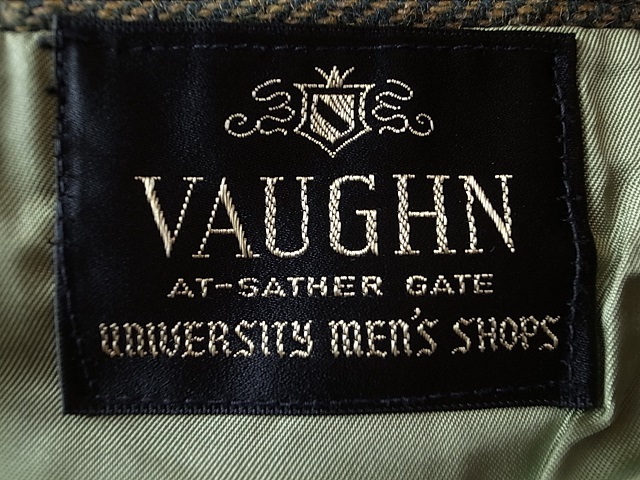 VAUGHN
AT-SATHER GATE
UNIVERSITY MEN'S SHOPS